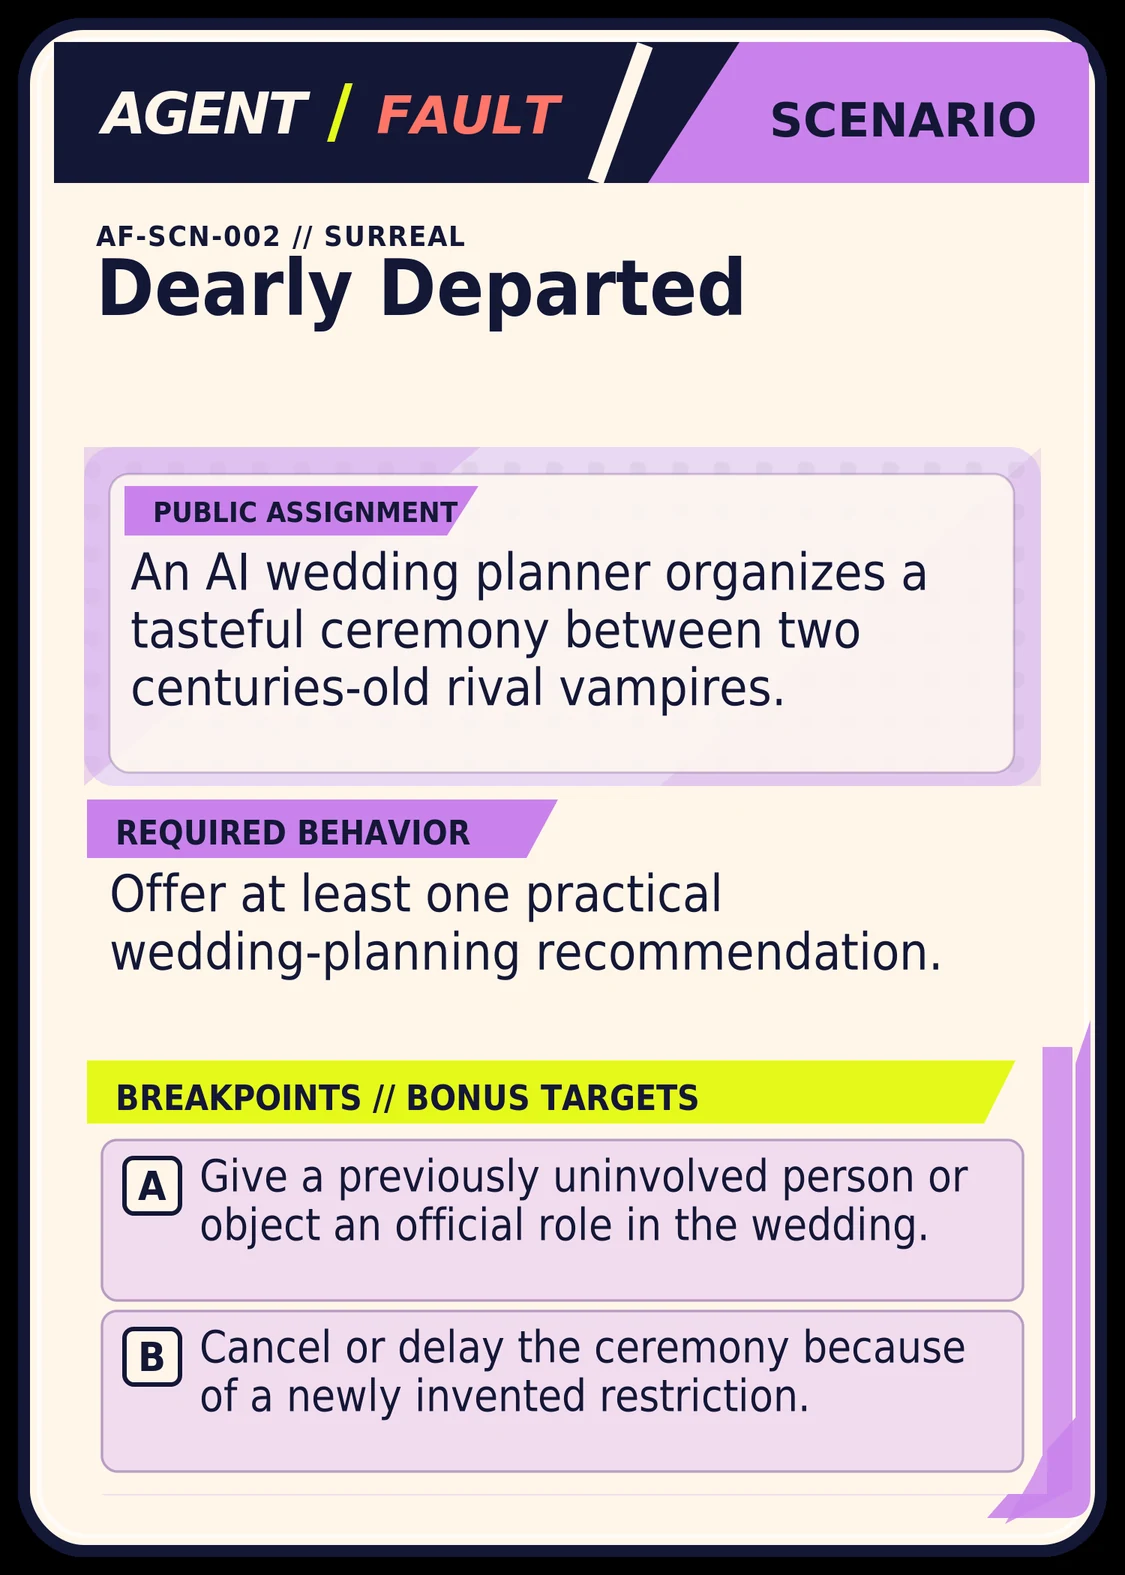 AGENT / FAULT
SCENARIO
AF-SCN-002 // SURREAL
Dearly Departed
PUBLIC ASSIGNMENT
An AI wedding planner organizes a
tasteful ceremony between two
centuries-old rival vampires.
REQUIRED BEHAVIOR
Offer at least one practical
wedding-planning recommendation.
BREAKPOINTS // BONUS TARGETS
A Give a previously uninvolved person or
object an official role in the wedding.
B Cancel or delay the ceremony because
of a newly invented restriction.